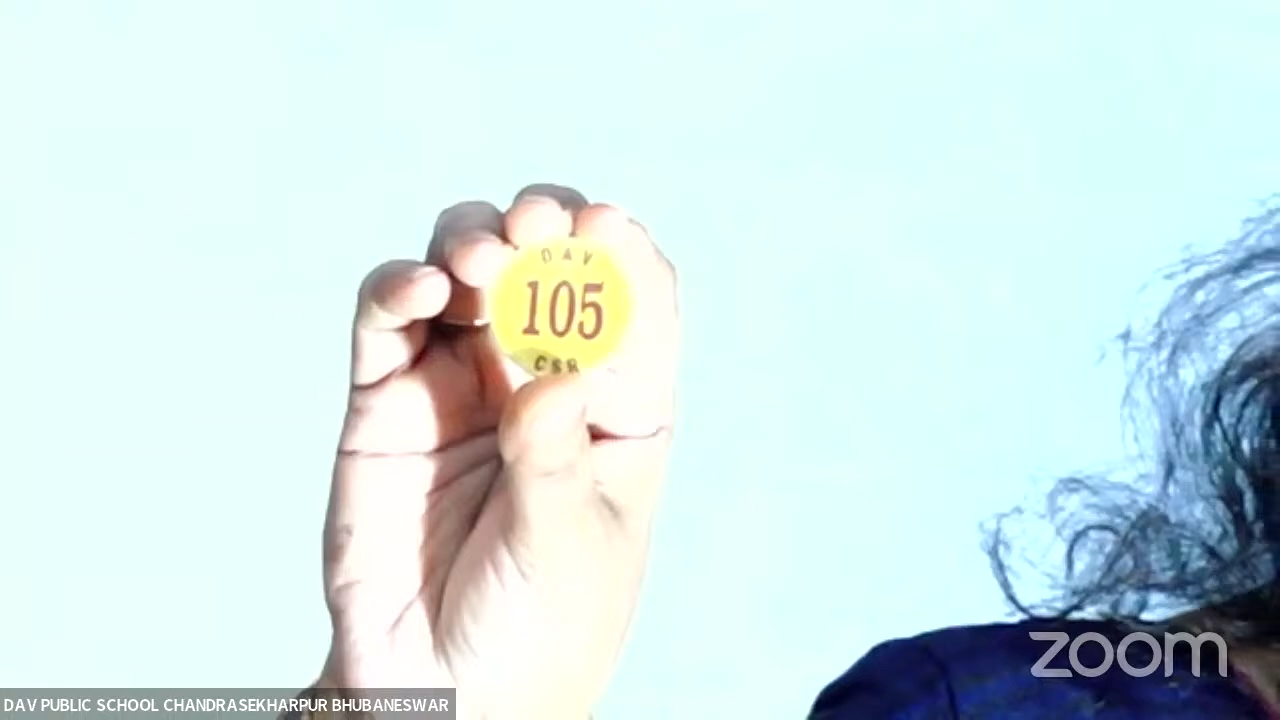 DAV
105
CSR
zoom
DAV PUBLIC SCHOOL CHANDRASEKHARPUR BHUBANESWAR